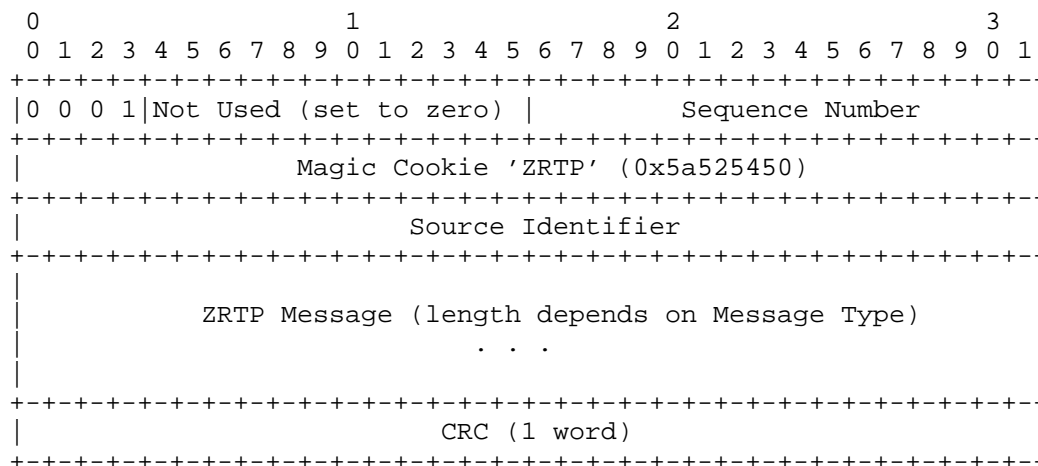 0                   1                   2                   3
 0 1 2 3 4 5 6 7 8 9 0 1 2 3 4 5 6 7 8 9 0 1 2 3 4 5 6 7 8 9 0 1
+-+-+-+-+-+-+-+-+-+-+-+-+-+-+-+-+-+-+-+-+-+-+-+-+-+-+-+-+-+-+-+-
|0 0 0 1|Not Used (set to zero) |         Sequence Number
+-+-+-+-+-+-+-+-+-+-+-+-+-+-+-+-+-+-+-+-+-+-+-+-+-+-+-+-+-+-+-+-
|                 Magic Cookie ’ZRTP’ (0x5a525450)
+-+-+-+-+-+-+-+-+-+-+-+-+-+-+-+-+-+-+-+-+-+-+-+-+-+-+-+-+-+-+-+-
|                        Source Identifier
+-+-+-+-+-+-+-+-+-+-+-+-+-+-+-+-+-+-+-+-+-+-+-+-+-+-+-+-+-+-+-+-
|
|           ZRTP Message (length depends on Message Type)
|                            . . .
|
+-+-+-+-+-+-+-+-+-+-+-+-+-+-+-+-+-+-+-+-+-+-+-+-+-+-+-+-+-+-+-+-
|                          CRC (1 word)
+-+-+-+-+-+-+-+-+-+-+-+-+-+-+-+-+-+-+-+-+-+-+-+-+-+-+-+-+-+-+-+-